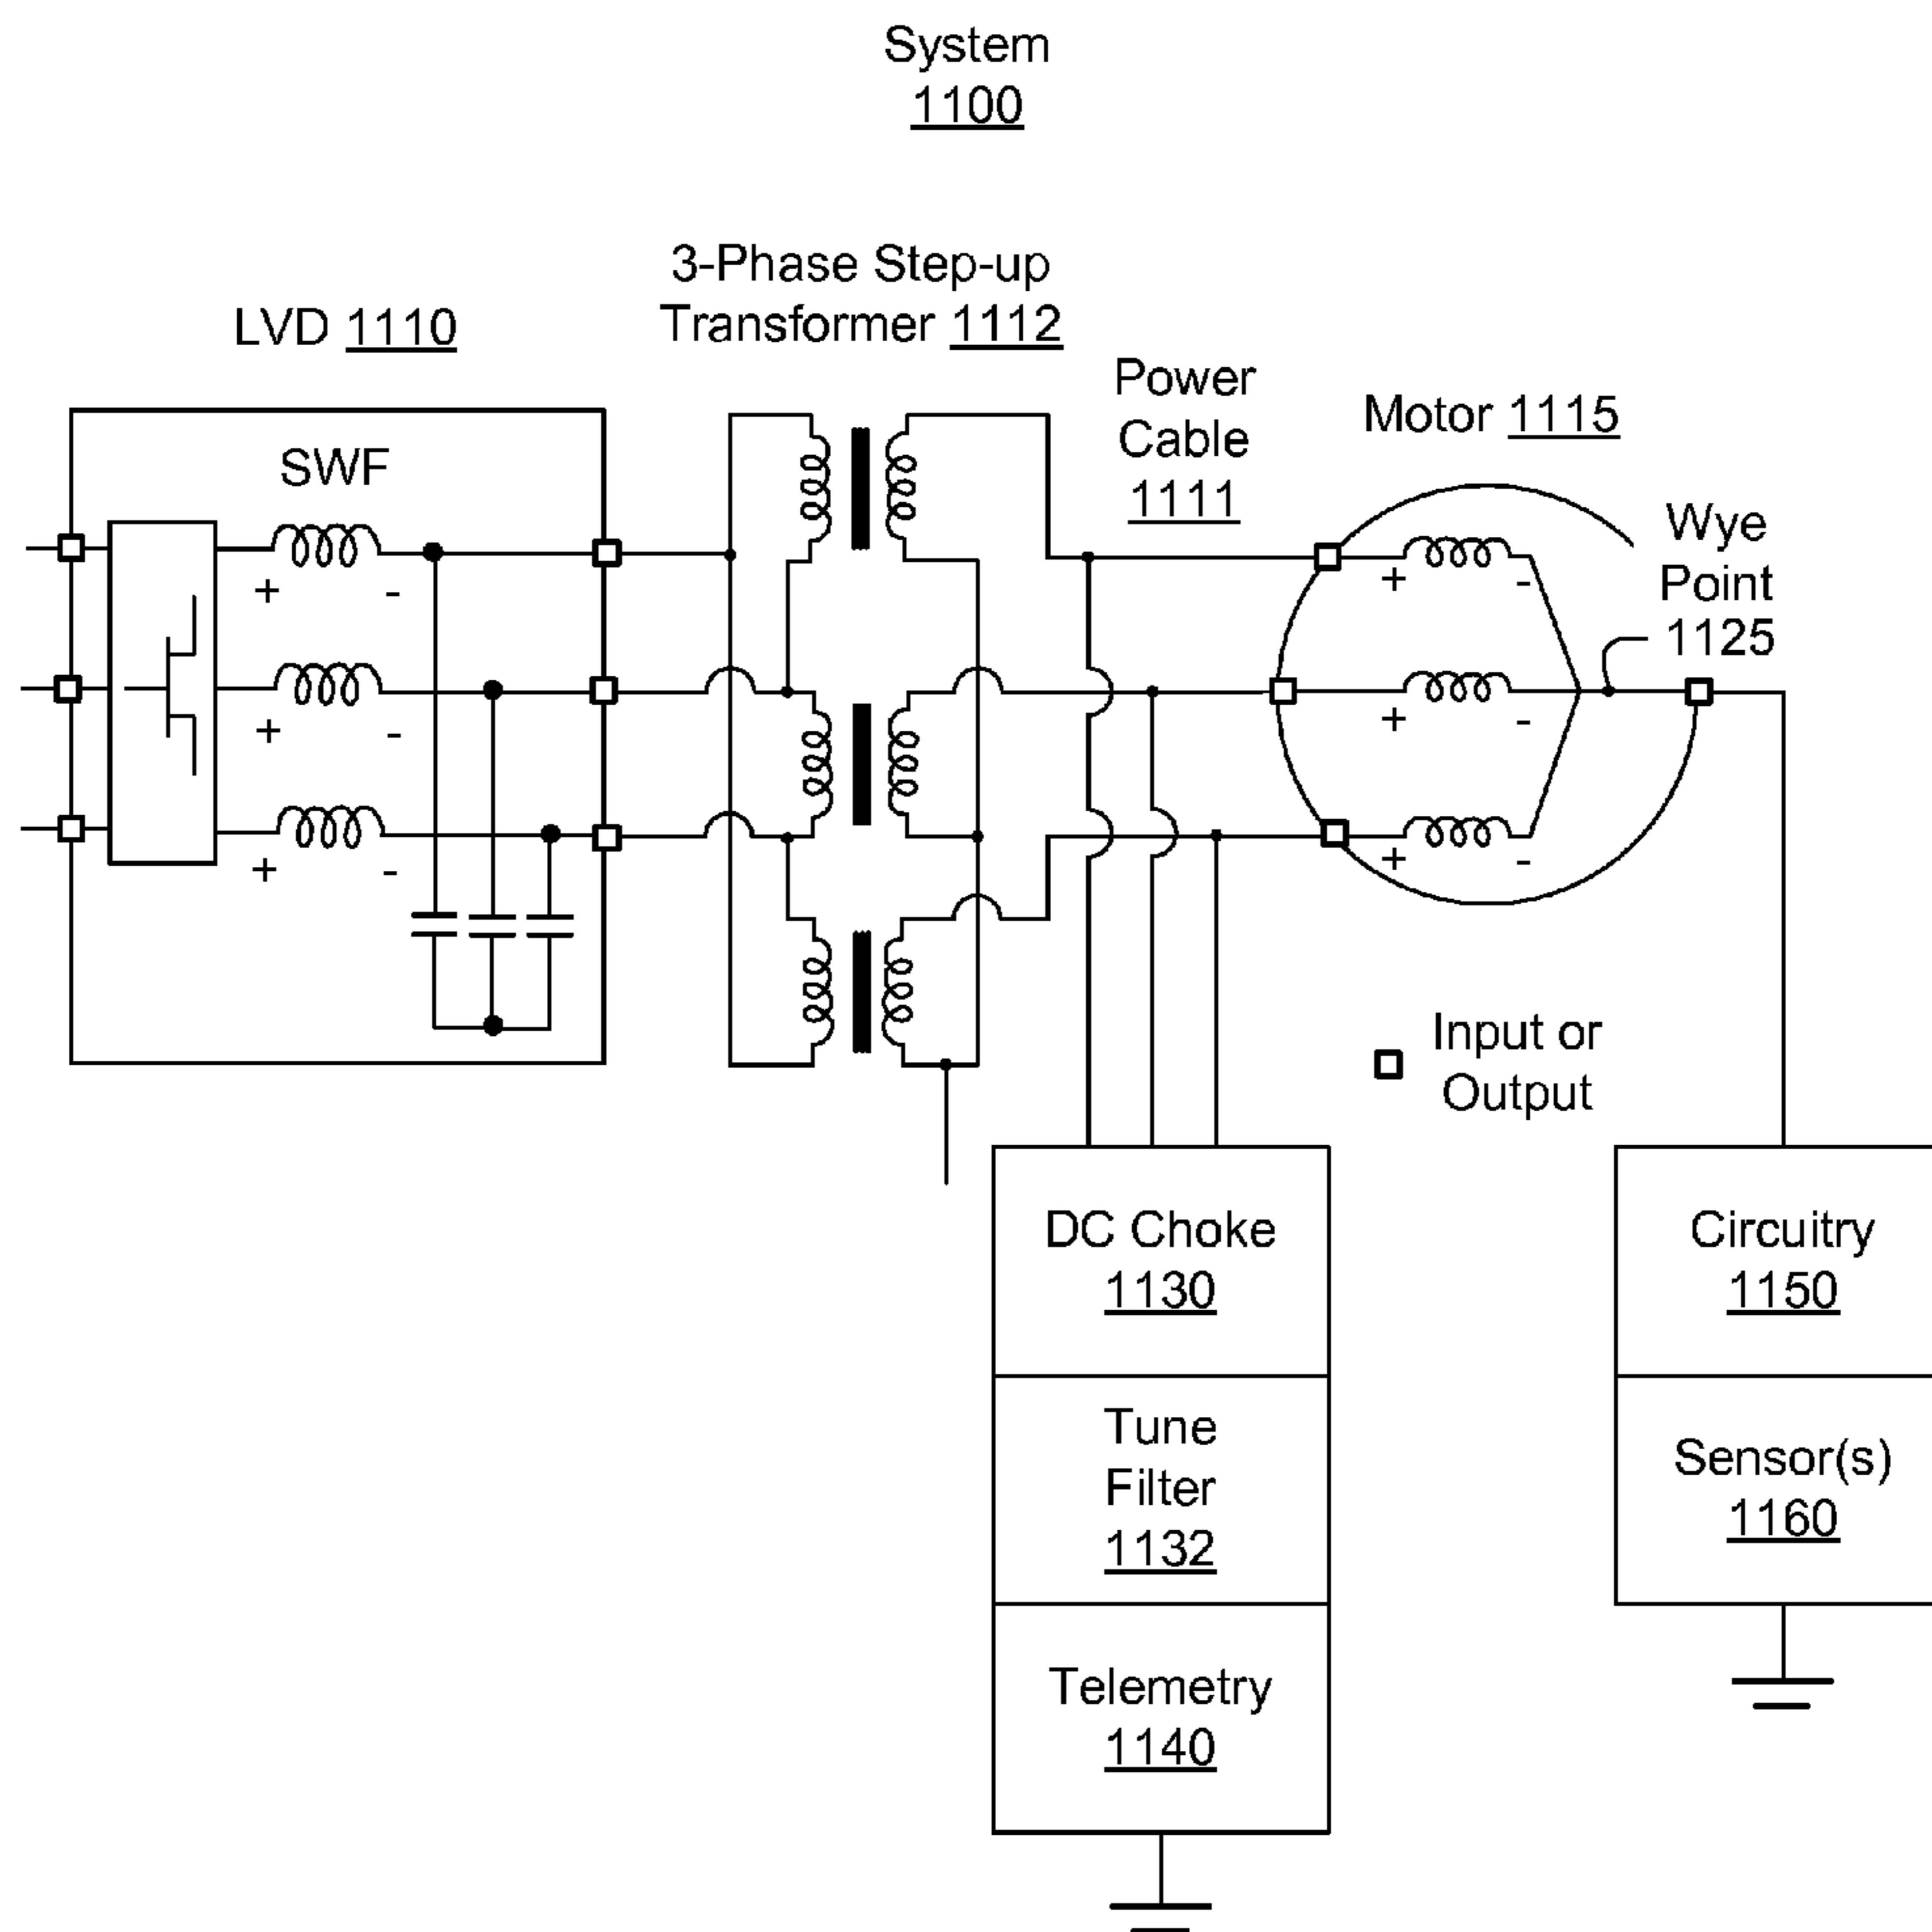 System
1100
3-Phase Step-up
Transformer 1112
LVD 1110
Power
Cable
1111
Motor 1115
SWF
Wye
Point
1125
+ -
+ -
+ -
+ -
+ -
+ -
Input or
Output
DC Choke
1130
Tune
Filter
1132
Telemetry
1140
Circuitry
1150
Sensor(s)
1160